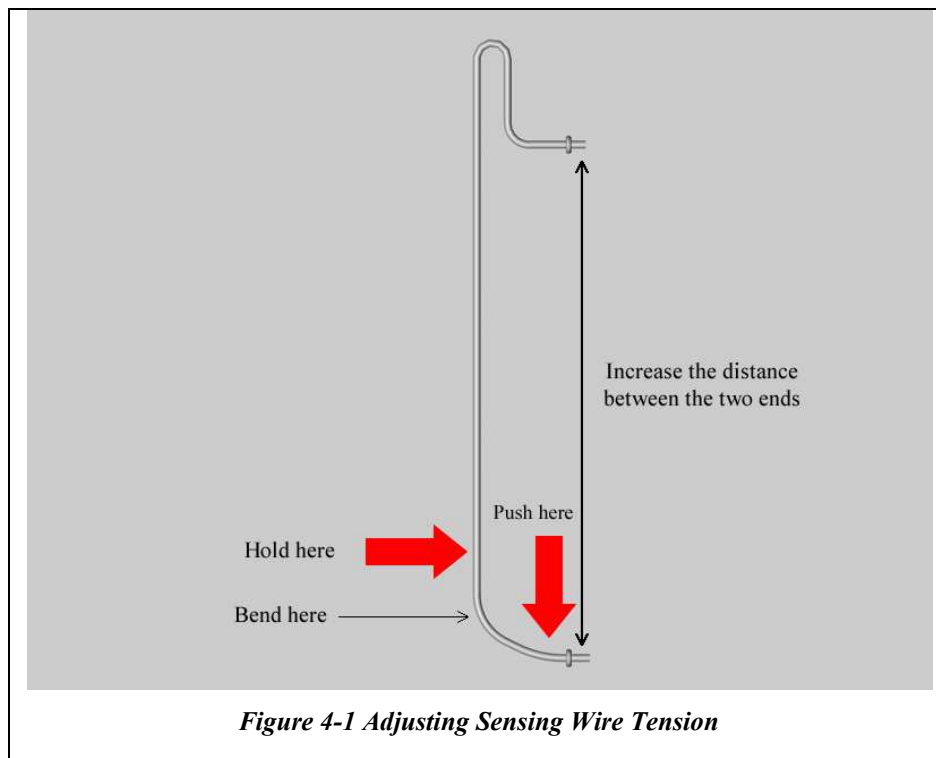 Increase the distance
between the two ends
Push here
Hold here
Bend here
Figure 4-1 Adjusting Sensing Wire Tension